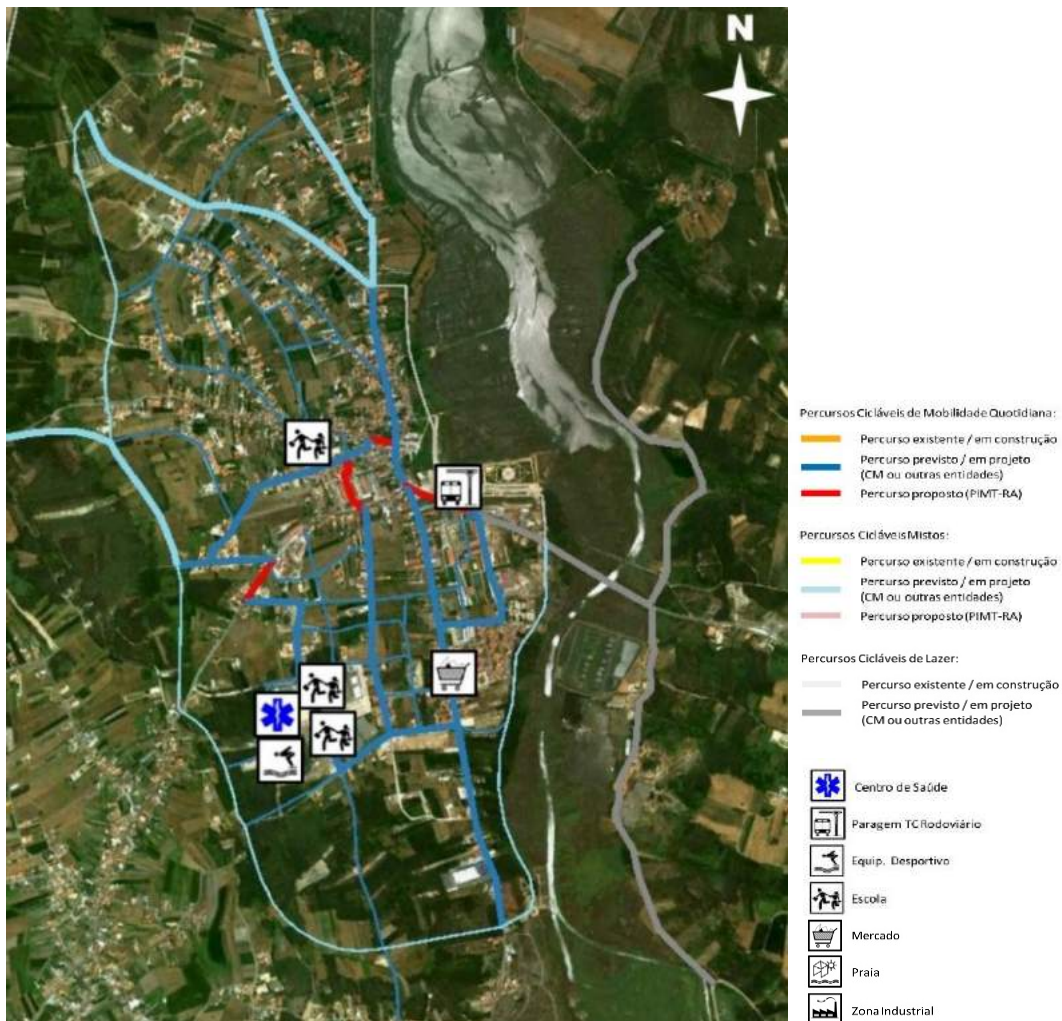 N
Percursos Cicláveis de Mobilidade Quotidiana:
Percurso existente / em construção
Percurso previsto / em projeto
(CM ou outras entidades)
Percurso proposto (PIMT-RA)
Percursos Cicláveis Mistos:
Percurso existente / em construção
Percurso previsto / em projeto
(CM ou outras entidades)
Percurso proposto (PIMT-RA)
Percursos Cicláveis de Lazer:
Percurso existente / em construção
Percurso previsto / em projeto
(CM ou outras entidades)
Centro de Saúde
Paragem TC Rodoviário
Equip. Desportivo
Escola
Mercado
Praia
Zona Industrial